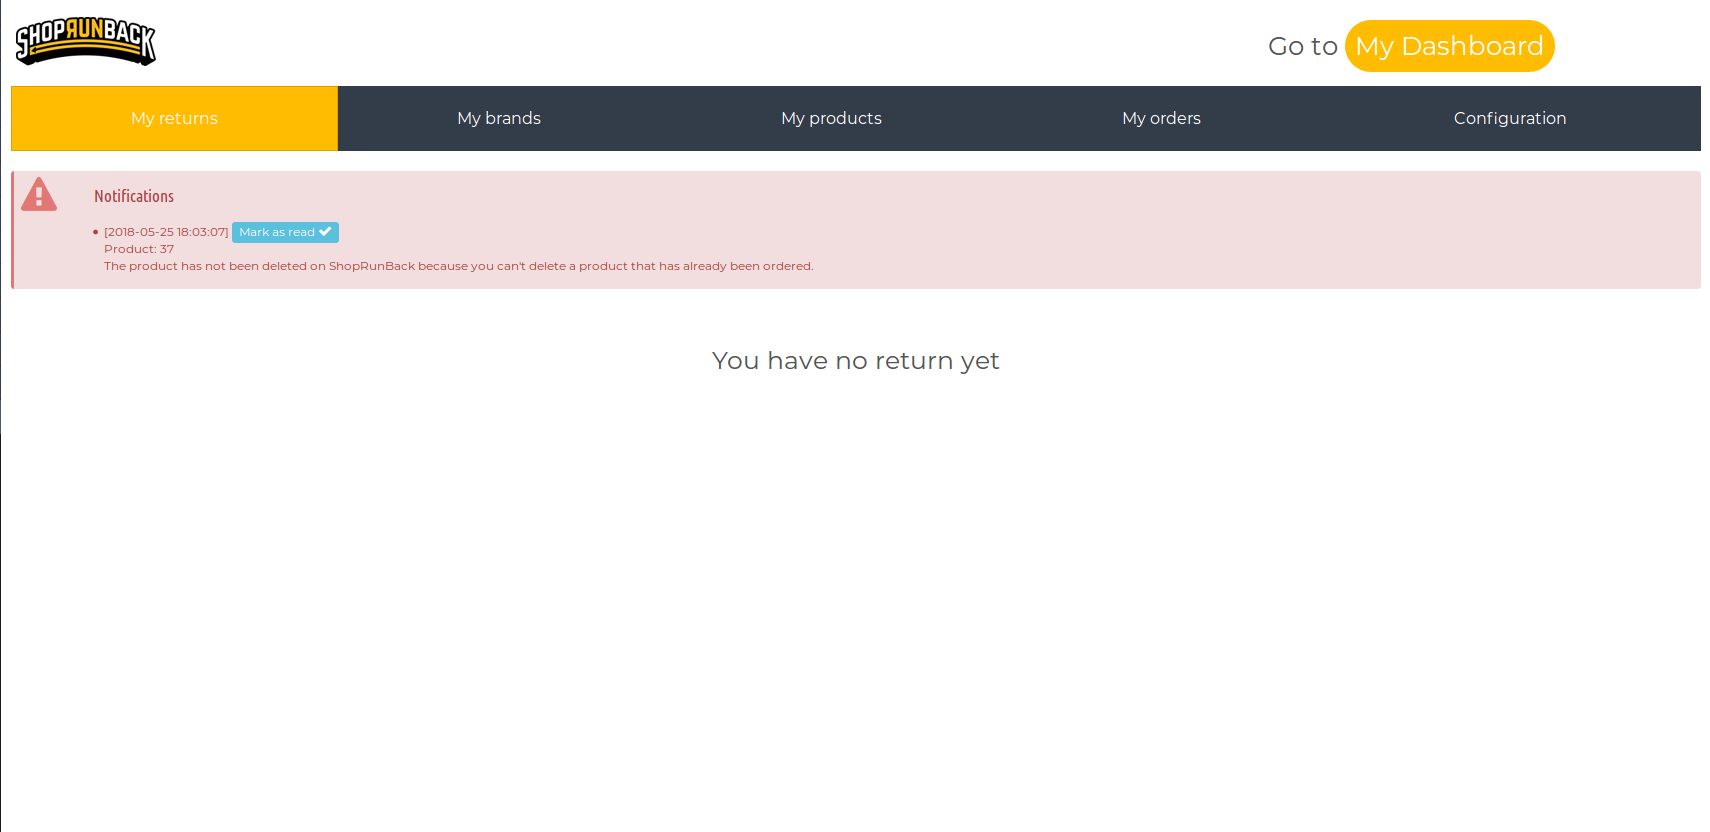 SHOPRUNBACK
Go to My Dashboard
My returns My brands My products My orders Configuration
Notifications
[2018-05-25 18:03:07] Mark as read
Product: 37
The product has not been deleted on ShopRunBack because you can't delete a product that has already been ordered.
You have no return yet